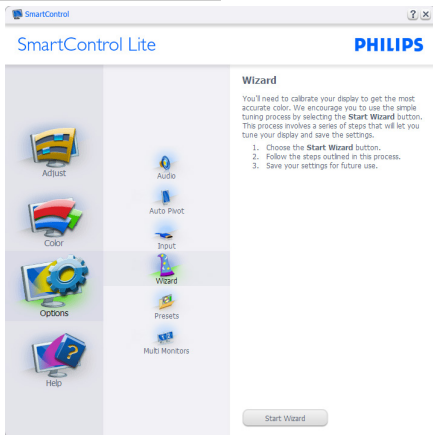 SmartControl
? ×
SmartControl Lite
PHILIPS
Adjust
Color
Options
Help
Audio
Auto Pivot
Input
Wizard
Presets
Multi Monitors
Wizard
You'll need to calibrate your display to get the most
accurate color. We encourage you to use the simple
tuning process by selecting the Start Wizard button.
This process involves a series of steps that will let you
tune your display and save the settings.
1. Choose the Start Wizard button.
2. Follow the steps outlined in this process.
3. Save your settings for future use.
Start Wizard